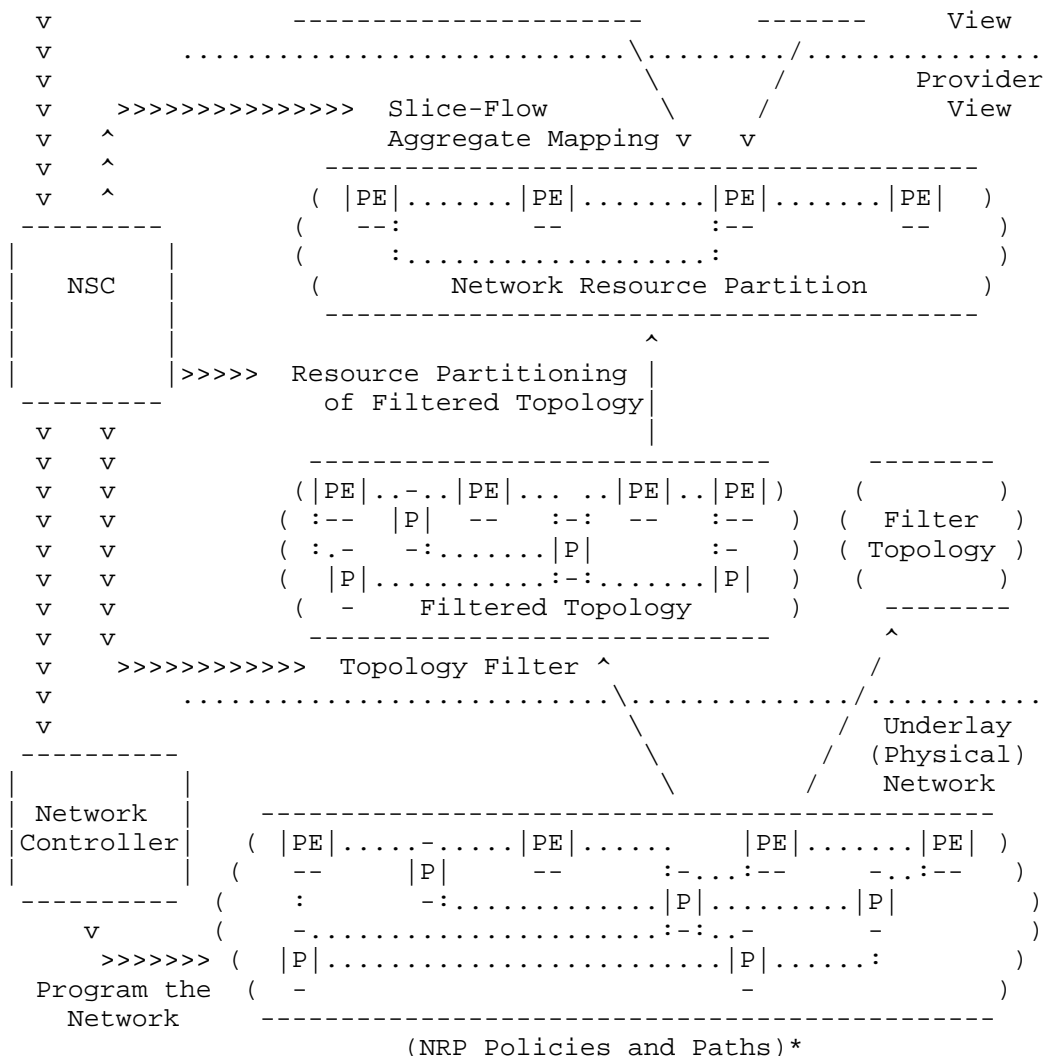 v                --------------------- ------- View
v .............................\........../...............
v \ / Provider
v >>>>>>>>>>>>>>> Slice-Flow \ / View
v ^ Aggregate Mapping v v
v ^ -----------------------------------------
v ^ ( |PE|.......|PE|........|PE|.......|PE| )
--------- ( --: -- :-- -- )
| | ( :....................: )
| NSC | ( Network Resource Partition )
| | -----------------------------------------
| | ^
| |>>>>> Resource Partitioning |
--------- of Filtered Topology|
v v |
v v ----------------------------- --------
v v (|PE|..-..|PE|... ..|PE|..|PE|) ( )
v v ( :-- |P| -- :-: -- :-- ) ( Filter )
v v ( :.- -:.......|P| :- ) ( Topology )
v v ( |P|...........:-:.......|P| ) ( )
v v ( - Filtered Topology ) --------
v v ----------------------------- ^
v >>>>>>>>>>>> Topology Filter ^ /
v ...........................\............../...........
v \ / Underlay
---------- \ / (Physical)
| | \ / Network
| Network | ----------------------------------------------
|Controller| ( |PE|.....-.....|PE|...... |PE|.......|PE| )
| | ( -- |P| -- :-...:-- -..:-- )
---------- ( : -:.............|P|.........|P| )
v ( -......................:-:..- - )
>>>>>>> ( |P|.........................|P|......: )
Program the ( - - )
Network ----------------------------------------------
(NRP Policies and Paths)*